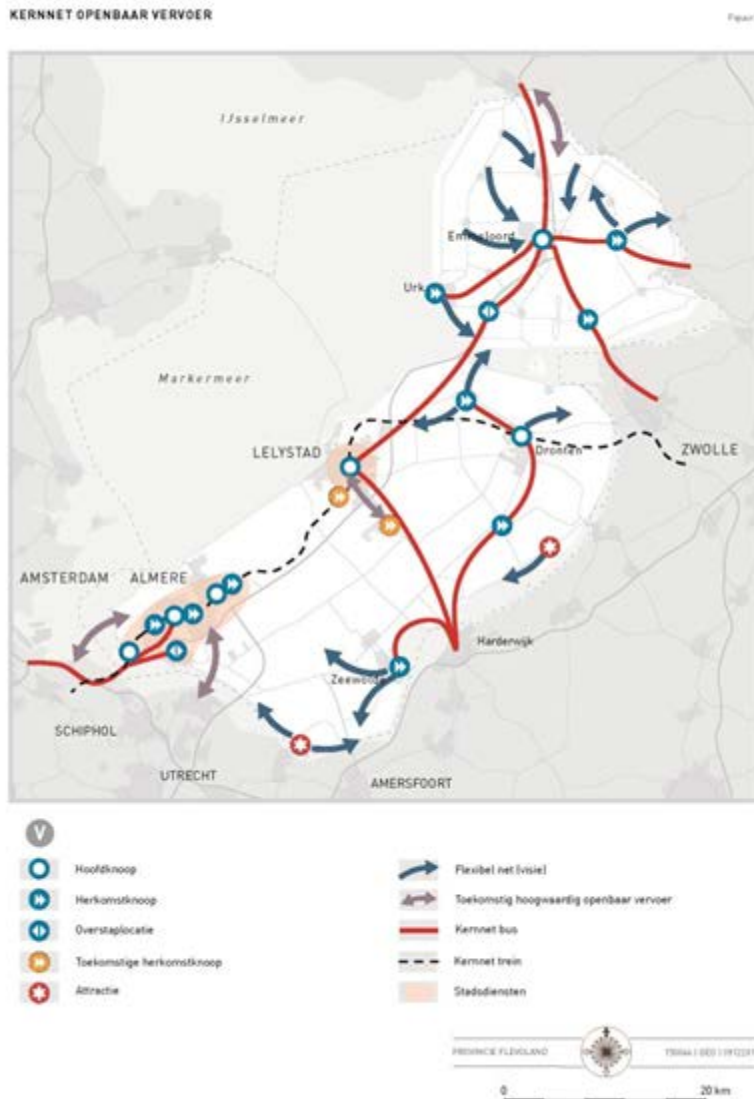 KERNNET OPENBAAR VERVOER
Figuur
IJsselmeer
Emmeloord
Urk
Markermeer
LELYSTAD
Dronten
ZWOLLE
AMSTERDAM
ALMERE
Harderwijk
Zeewolde
SCHIPHOL
UTRECHT
AMERSFOORT
V
Hoofdknoop
Herkomstknoop
Overstaplocatie
Toekomstige herkomstknoop
Attractie
Flexibel net (visie)
Toekomstig hoogwaardig openbaar vervoer
Kernnet bus
Kernnet trein
Stadsdiensten
PROVINCIE FLEVOLAND
0
20 km